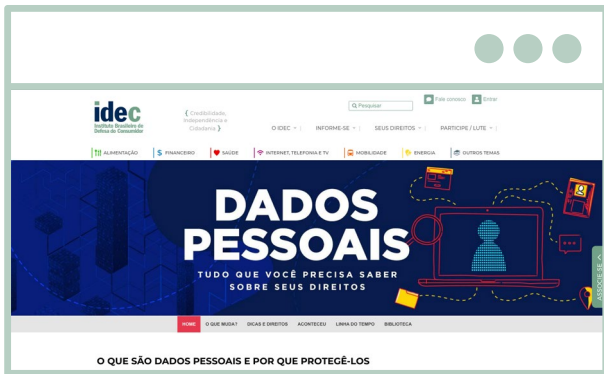 idec
Instituto Brasileiro de
Defesa do Consumidor
{ Credibilidade,
Independência e
Cidadania }
Pesquisar
Fale conosco
Entrar
O IDEC
INFORME-SE
SEUS DIREITOS
PARTICIPE / LUTE
ALIMENTAÇÃO
FINANCEIRO
SAÚDE
INTERNET, TELEFONIA E TV
MOBILIDADE
ENERGIA
OUTROS TEMAS
DADOS
PESSOAIS
TUDO QUE VOCÊ PRECISA SABER
SOBRE SEUS DIREITOS
ASSOCIE-SE
HOME O QUE MUDA? DICAS E DIREITOS ACONTECEU LINHA DO TEMPO BIBLIOTECA
O QUE SÃO DADOS PESSOAIS E POR QUE PROTEGÊ-LOS